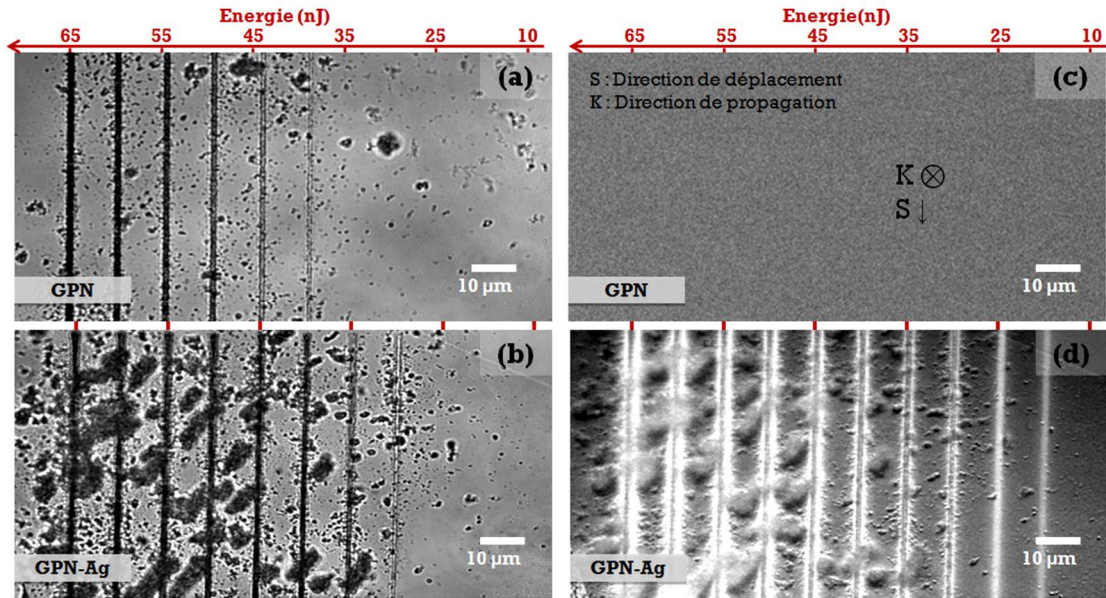 Energie (nJ)
65 55 45 35 25 10
Energie(nJ)
65 55 45 35 25 10
(a)
GPN
10 µm
(c)
S : Direction de déplacement
K : Direction de propagation
K ⊗
S ↓
GPN
10 µm
(b)
GPN-Ag
10 µm
(d)
GPN-Ag
10 µm